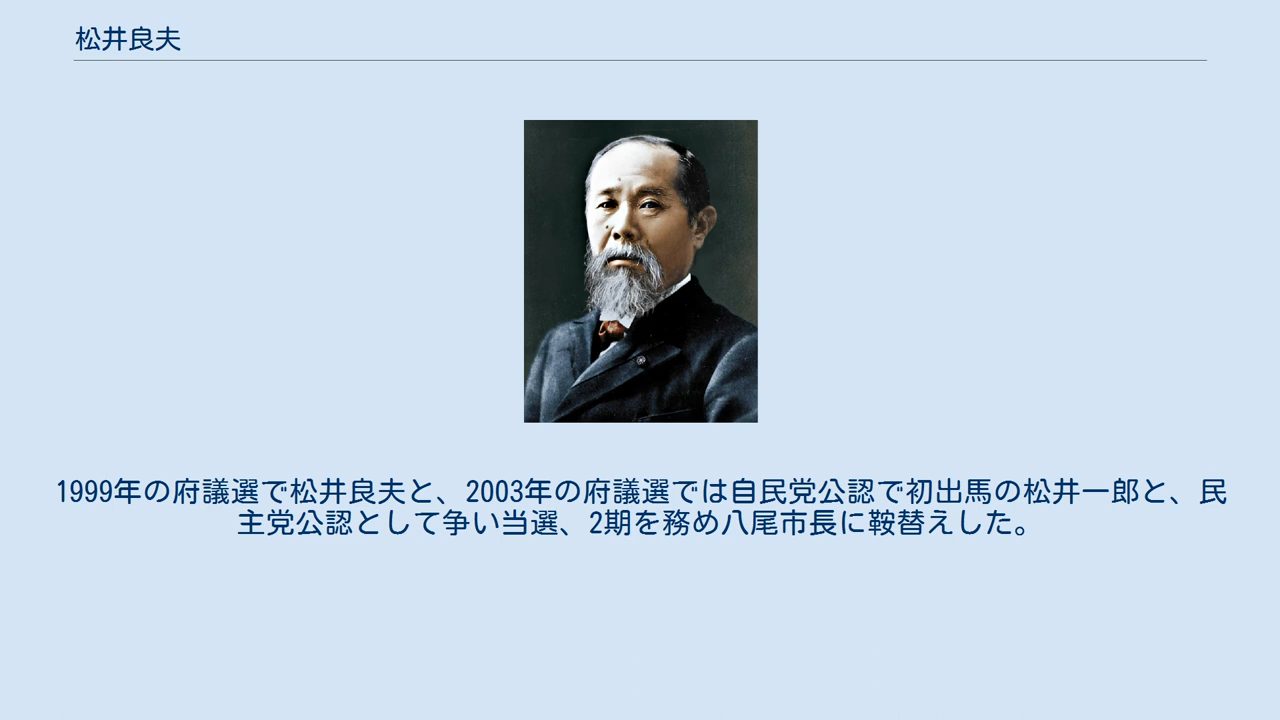 松井良夫
1999年の府議選で松井良夫と、2003年の府議選では自民党公認で初出馬の松井一郎と、民
主党公認として争い当選、2期を務め八尾市長に鞍替えした。